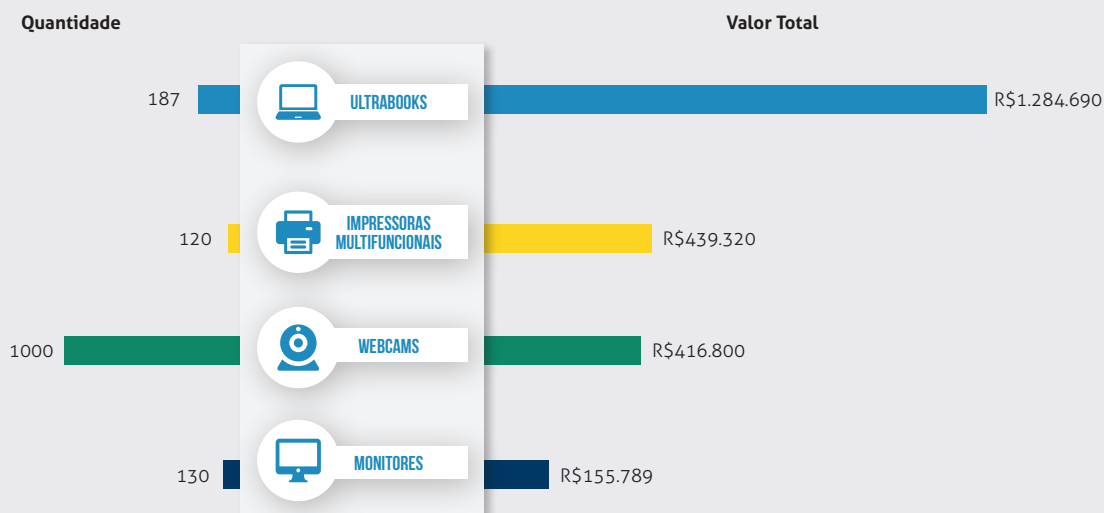 Quantidade
Valor Total
187
ULTRABOOKS
R$1.284.690
120
IMPRESSORAS
MULTIFUNCIONAIS
R$439.320
1000
WEBCAMS
R$416.800
130
MONITORES
R$155.789